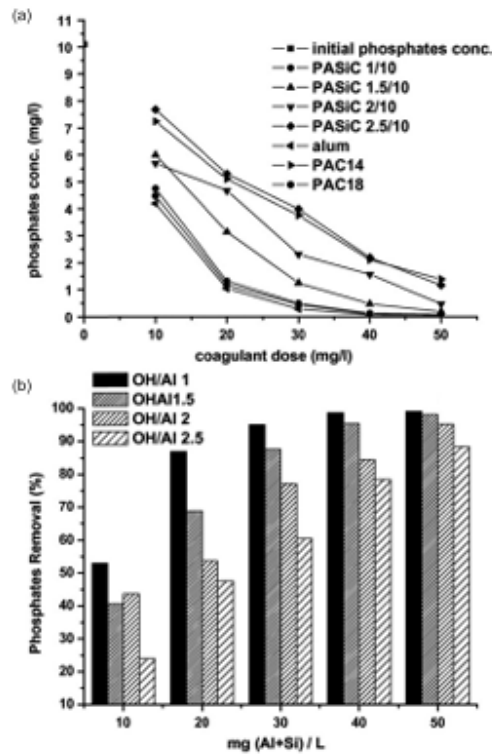 (a)
11
10
9
8
7
6
5
4
3
2
1
0
phosphates conc. (mg/l)
initial phosphates conc.
PASiC 1/10
PASiC 1.5/10
PASiC 2/10
PASiC 2.5/10
alum
PAC14
PAC18
0 10 20 30 40 50
coagulant dose (mg/l)
(b)
OH/Al 1
OHAl1.5
OH/Al 2
OH/Al 2.5
100
90
80
70
60
50
40
30
20
10
Phosphates Removal (%)
10 20 30 40 50
mg (Al+Si) / L